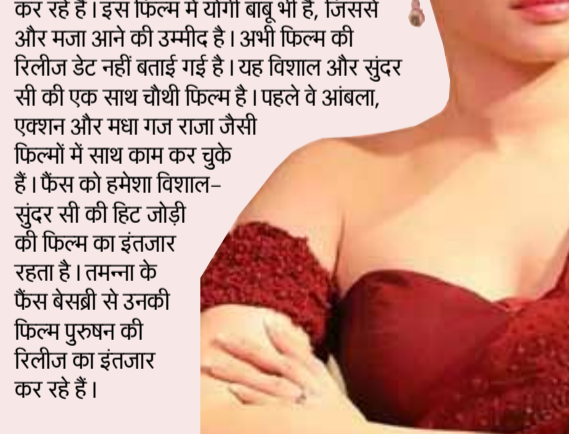 कर रहे हैं। इस फिल्म में योगी बाबू भी हैं, जिससे
और मजा आने की उम्मीद है। अभी फिल्म की
रिलीज डेट नहीं बताई गई है। यह विशाल और सुंदर
सी की एक साथ चौथी फिल्म है। पहले वे आंबला,
एक्शन और मधा गज राजा जैसी
फिल्मों में साथ काम कर चुके
हैं। फैंस को हमेशा विशाल-
सुंदर सी की हिट जोड़ी
की फिल्म का इंतजार
रहता है। तमन्ना के
फैंस बेसब्री से उनकी
फिल्म पुरुषन की
रिलीज का इंतजार
कर रहे हैं।